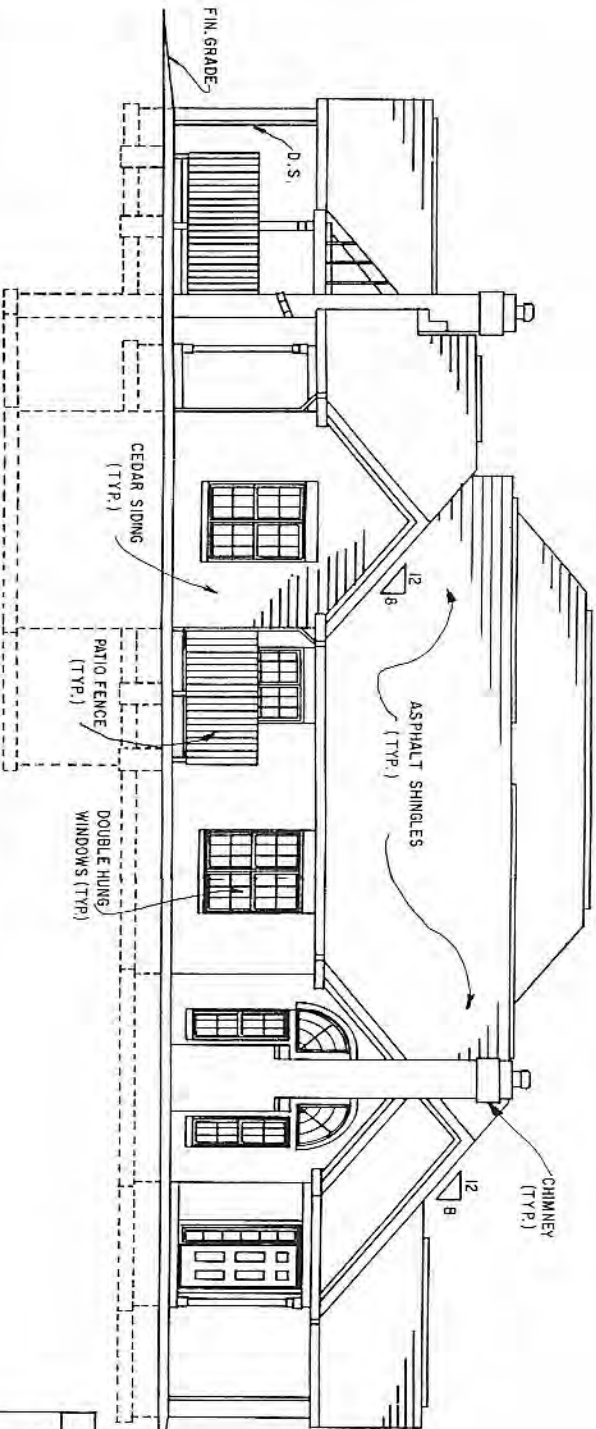 FIN. GRADE
D.S.
CEDAR SIDING
(TYP.)
12
8
PATIO FENCE
(TYP.)
ASPHALT SHINGLES
(TYP.)
DOUBLE HUNG
WINDOWS (TYP.)
CHIMNEY
(TYP.)
12
8